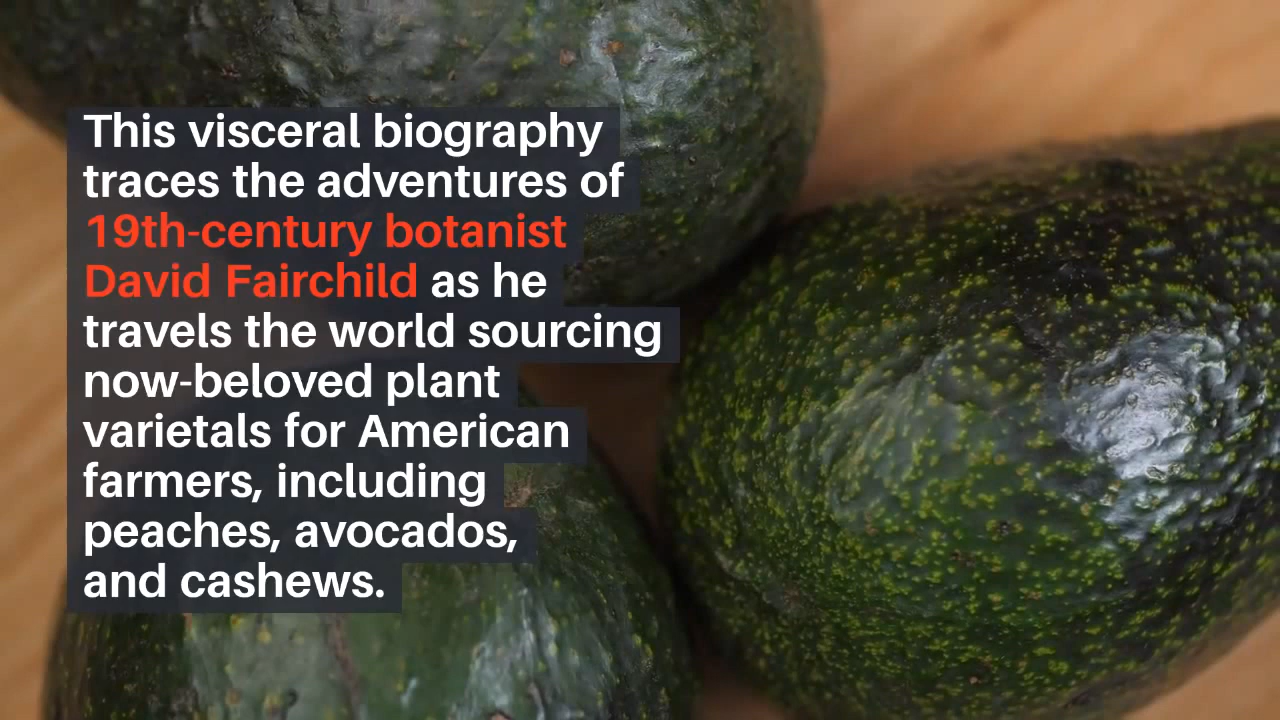 This visceral biography
traces the adventures of
19th-century botanist
David Fairchild as he
travels the world sourcing
now-beloved plant
varietals for American
farmers, including
peaches, avocados,
and cashews.